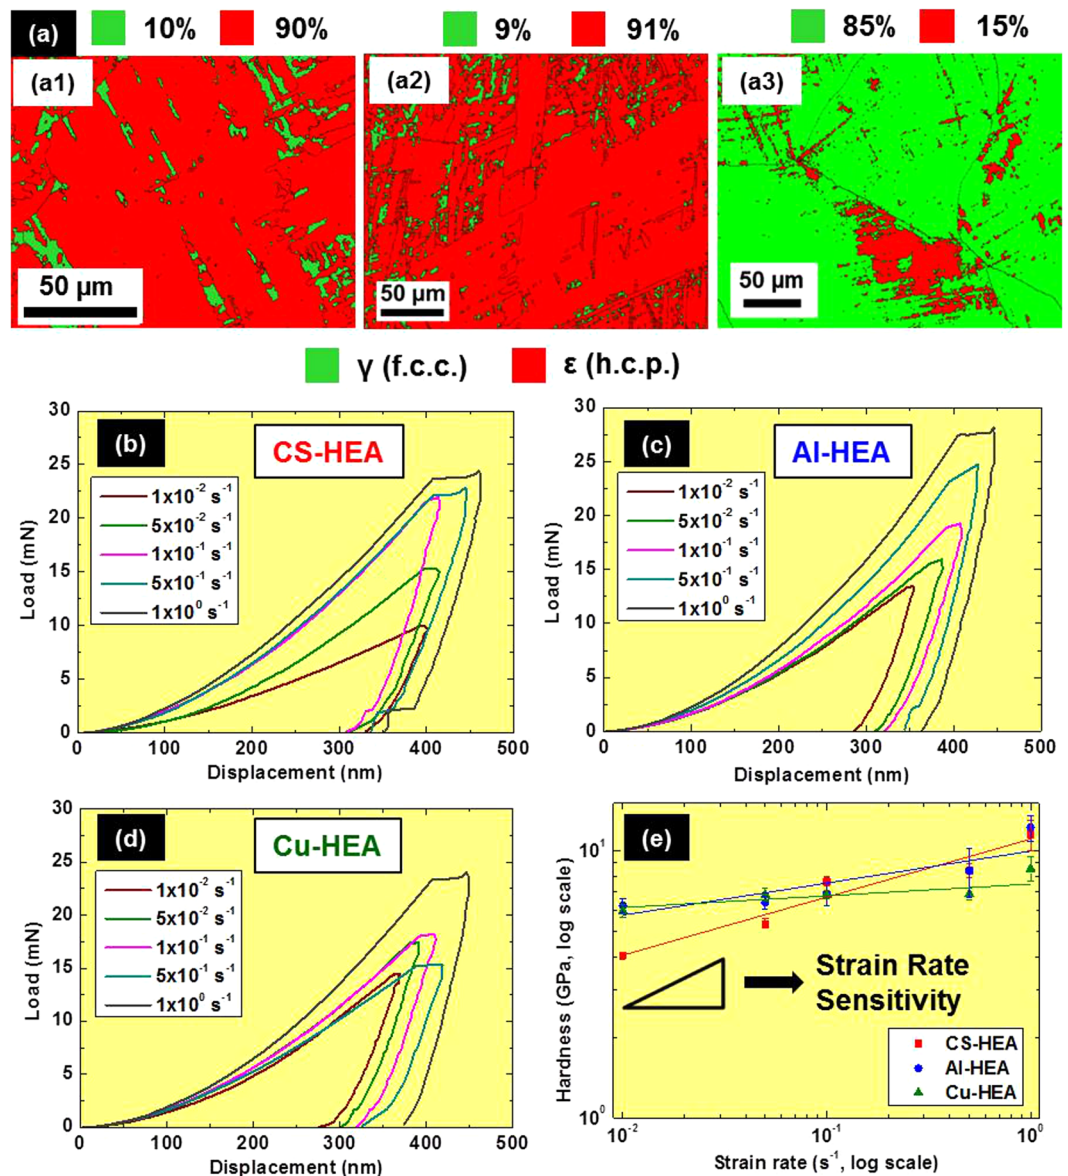 (a) 10% 90% 9% 91% 85% 15%
(a1) (a2) (a3)
50 μm 50 μm 50 μm
γ (f.c.c.) ε (h.c.p.)
(b) CS-HEA
1x10⁻² s⁻¹
5x10⁻² s⁻¹
1x10⁻¹ s⁻¹
5x10⁻¹ s⁻¹
1x10⁰ s⁻¹
30
25
20
15
10
5
0
Load (mN)
0 100 200 300 400 500
Displacement (nm)
(c) Al-HEA
1x10⁻² s⁻¹
5x10⁻² s⁻¹
1x10⁻¹ s⁻¹
5x10⁻¹ s⁻¹
1x10⁰ s⁻¹
30
25
20
15
10
5
0
Load (mN)
0 100 200 300 400 500
Displacement (nm)
(d) Cu-HEA
1x10⁻² s⁻¹
5x10⁻² s⁻¹
1x10⁻¹ s⁻¹
5x10⁻¹ s⁻¹
1x10⁰ s⁻¹
30
25
20
15
10
5
0
Load (mN)
0 100 200 300 400 500
Displacement (nm)
(e)
10¹
10⁰
Hardness (GPa, log scale)
Strain Rate
Sensitivity
CS-HEA
Al-HEA
Cu-HEA
10⁻² 10⁻¹ 10⁰
Strain rate (s⁻¹, log scale)